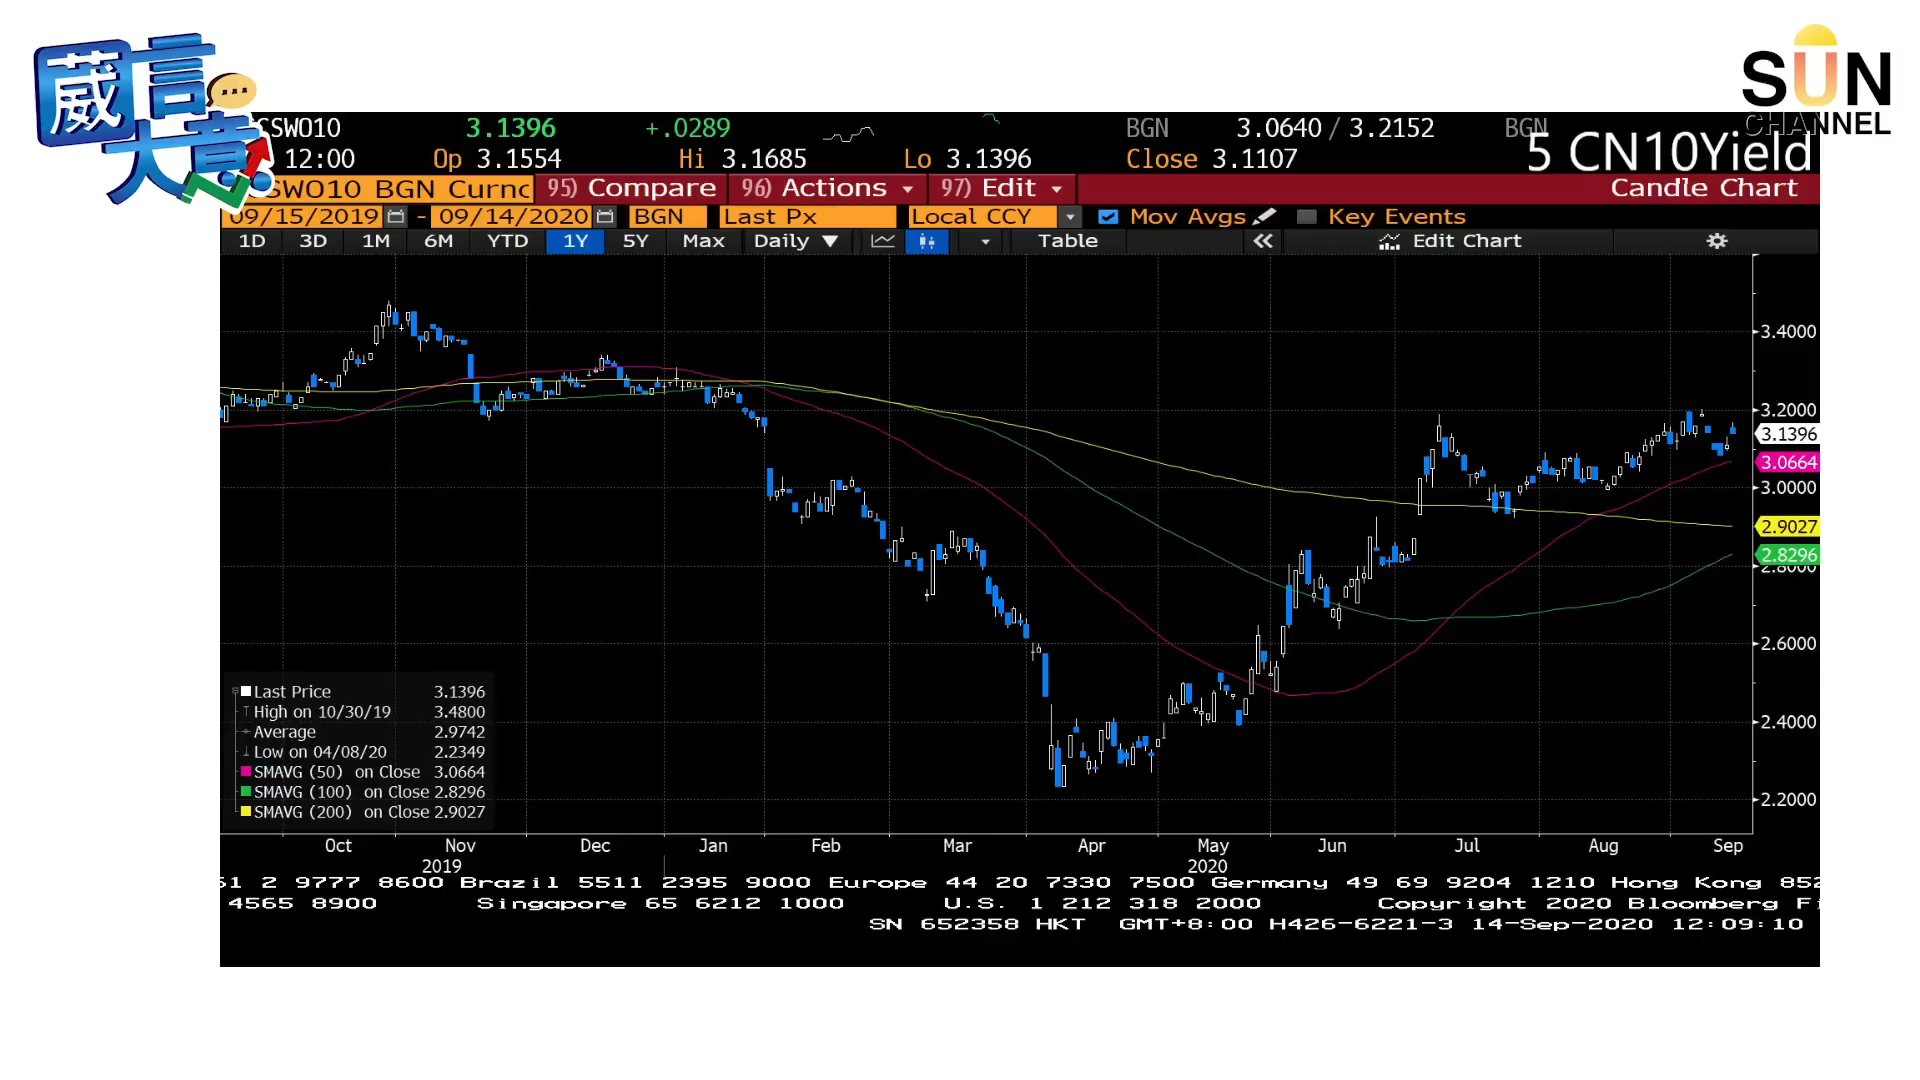 葳言大意
SUN
CHANNEL
CSWO10 3.1396 +.0289 BGN 3.0640 / 3.2152 BGN
5 CN10Yield
12:00 Op 3.1554 Hi 3.1685 Lo 3.1396 Close 3.1107
SWO10 BGN Curnc 95) Compare 96) Actions 97) Edit Candle Chart
09/15/2019 - 09/14/2020 BGN Last Px Local CCY Mov Avgs Key Events
1D 3D 1M 6M YTD 1Y 5Y Max Daily ▼ Table « Edit Chart
3.4000
3.2000
3.1396
3.0664
3.0000
2.9027
2.8296
2.8000
2.6000
2.4000
2.2000
Last Price 3.1396
High on 10/30/19 3.4800
Average 2.9742
Low on 04/08/20 2.2349
SMAVG (50) on Close 3.0664
SMAVG (100) on Close 2.8296
SMAVG (200) on Close 2.9027
Oct Nov Dec Jan Feb Mar Apr May Jun Jul Aug Sep
2019 2020
61 2 9777 8600 Brazil 5511 2395 9000 Europe 44 20 7330 7500 Germany 49 69 9204 1210 Hong Kong 852
4565 8900 Singapore 65 6212 1000 U.S. 1 212 318 2000 Copyright 2020 Bloomberg Fi
SN 652358 HKT GMT+8:00 H426-6221-3 14-Sep-2020 12:09:10